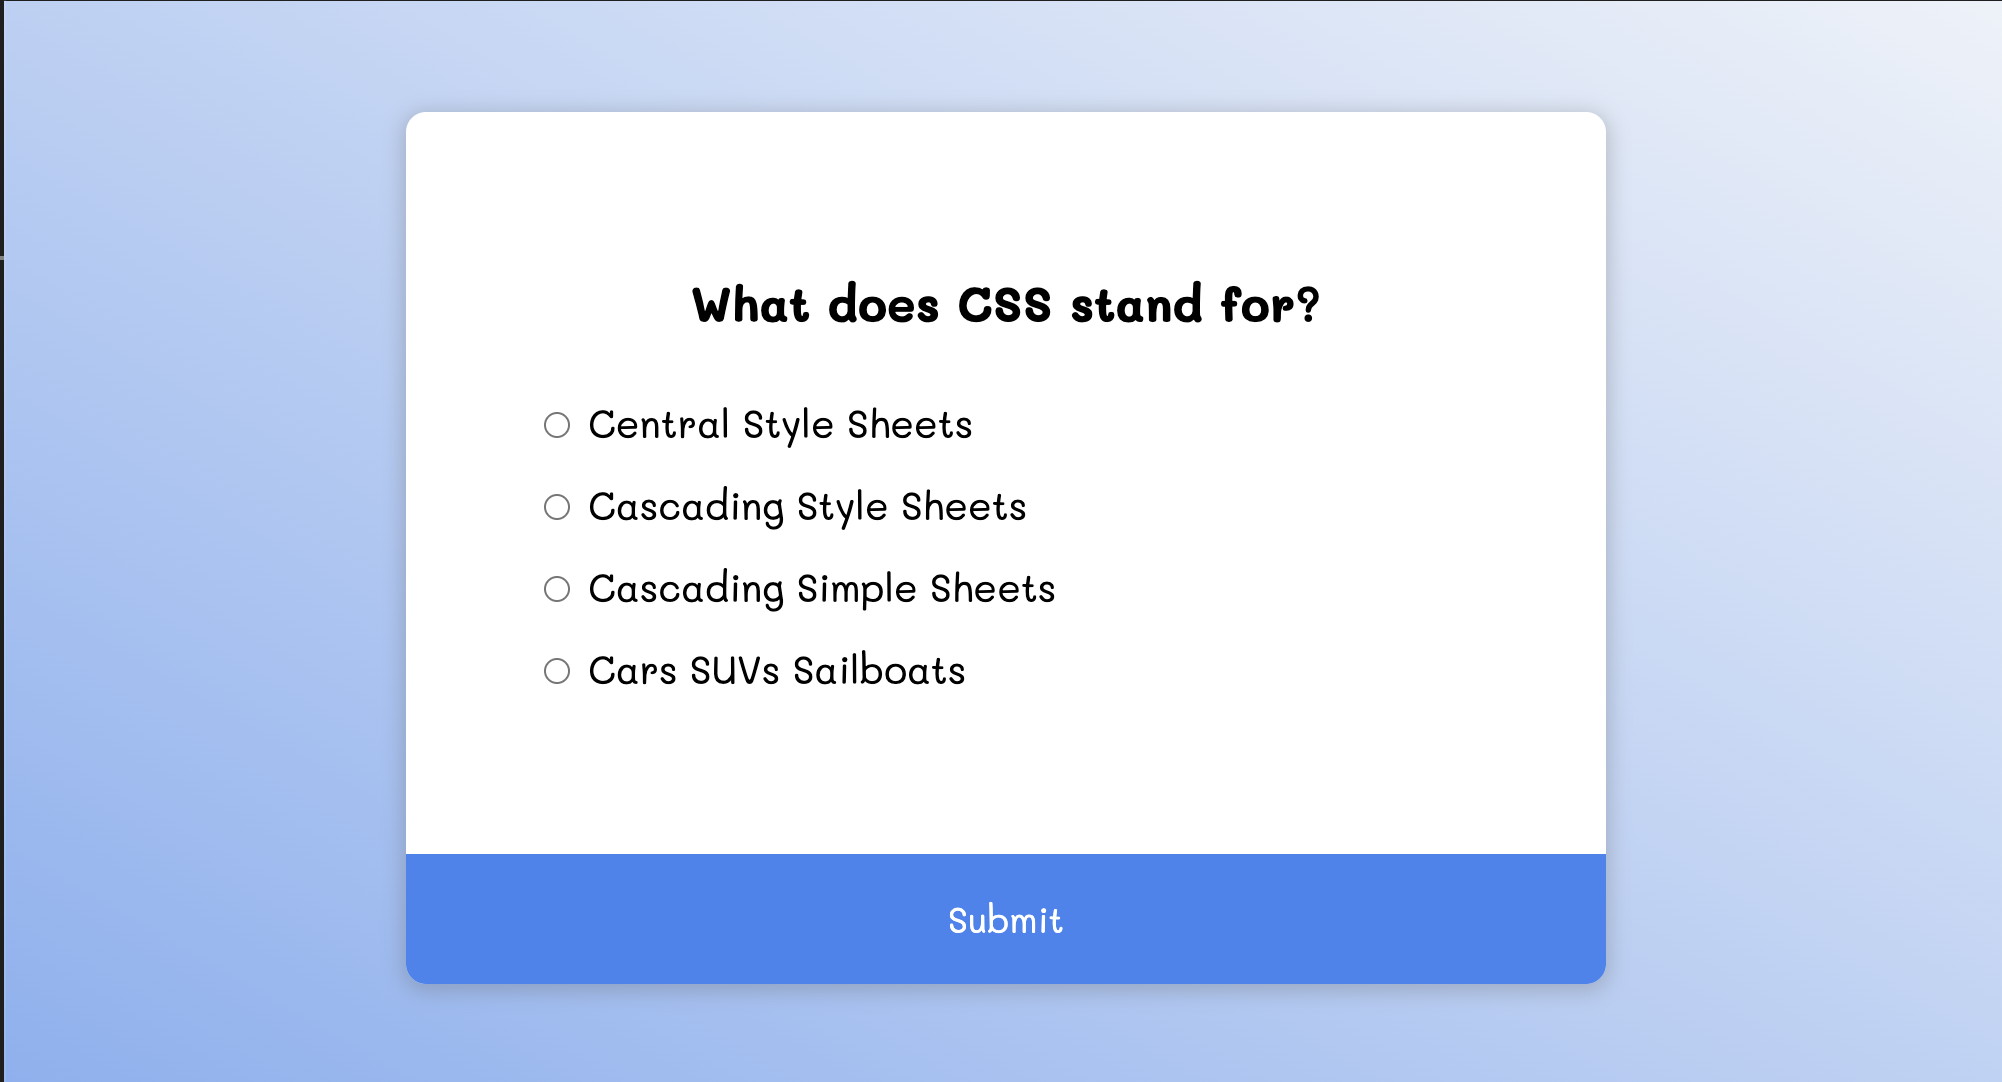 What does CSS stand for?
Central Style Sheets
Cascading Style Sheets
Cascading Simple Sheets
Cars SUVs Sailboats
Submit